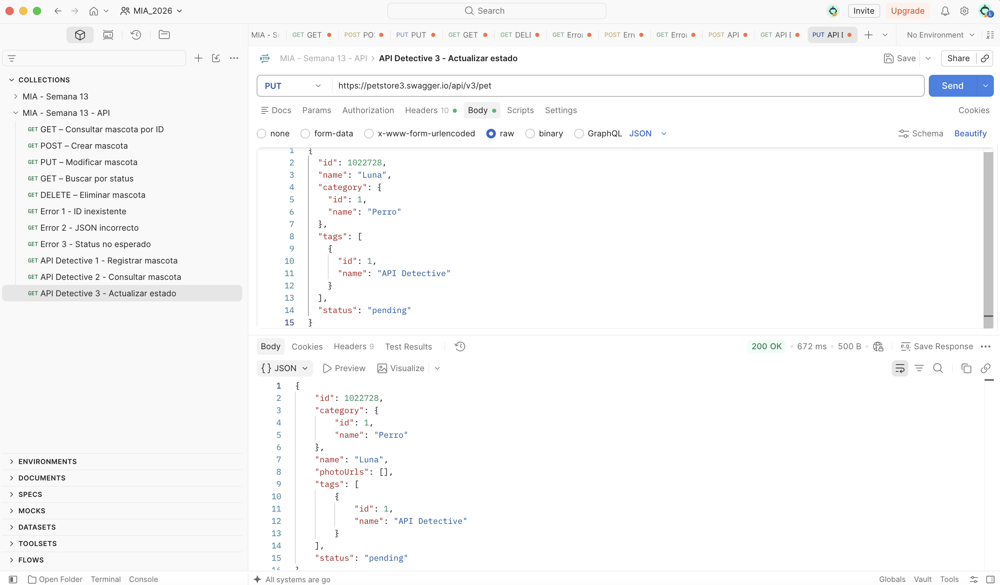 MIA_2026
Search
Invite
Upgrade
MIA - Se
GET GET
POST PO
PUT PUT
GET GET
GET DEL
GET Erro
POST Erro
GET Erro
POST API
GET API
PUT API
No Environment
MIA - Semana 13 - API > API Detective 3 - Actualizar estado
Save
Share
COLLECTIONS
MIA - Semana 13
MIA - Semana 13 - API
GET GET – Consultar mascota por ID
GET POST – Crear mascota
GET PUT – Modificar mascota
GET GET – Buscar por status
GET DELETE – Eliminar mascota
GET Error 1 - ID inexistente
GET Error 2 - JSON incorrecto
GET Error 3 - Status no esperado
GET API Detective 1 - Registrar mascota
GET API Detective 2 - Consultar mascota
GET API Detective 3 - Actualizar estado
ENVIRONMENTS
DOCUMENTS
SPECS
MOCKS
DATASETS
TOOLSETS
FLOWS
PUT https://petstore3.swagger.io/api/v3/pet
Send
Docs Params Authorization Headers 10 Body Scripts Settings Cookies
none form-data x-www-form-urlencoded raw binary GraphQL JSON Schema Beautify
1 {
2 "id": 1022728,
3 "name": "Luna",
4 "category": {
5 "id": 1,
6 "name": "Perro"
7 },
8 "tags": [
9 {
10 "id": 1,
11 "name": "API Detective"
12 }
13 ],
14 "status": "pending"
15 }
Body Cookies Headers 9 Test Results 200 OK • 672 ms • 500 B e.g. Save Response
{} JSON Preview Visualize
1 {
2 "id": 1022728,
3 "category": {
4 "id": 1,
5 "name": "Perro"
6 },
7 "name": "Luna",
8 "photoUrls": [],
9 "tags": [
10 {
11 "id": 1,
12 "name": "API Detective"
13 }
14 ],
15 "status": "pending"
16 }
Open Folder Terminal Console All systems are go Globals Vault Tools